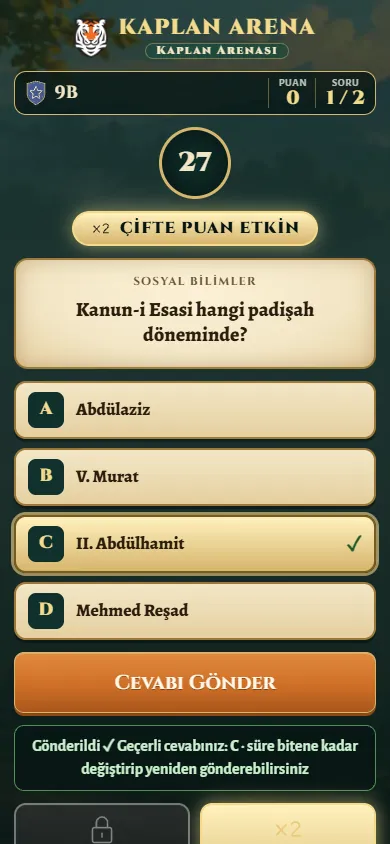 KAPLAN ARENA
KAPLAN ARENASI
9B
PUAN
0
SORU
1 / 2
27
×2 ÇİFTE PUAN ETKİN
SOSYAL BİLİMLER
Kanun-i Esasi hangi padişah
döneminde?
A Abdülaziz
B V. Murat
C II. Abdülhamit ✓
D Mehmed Reşad
CEVABI GÖNDER
Gönderildi ✓ Geçerli cevabınız: C · süre bitene kadar
değiştirip yeniden gönderebilirsiniz
×2